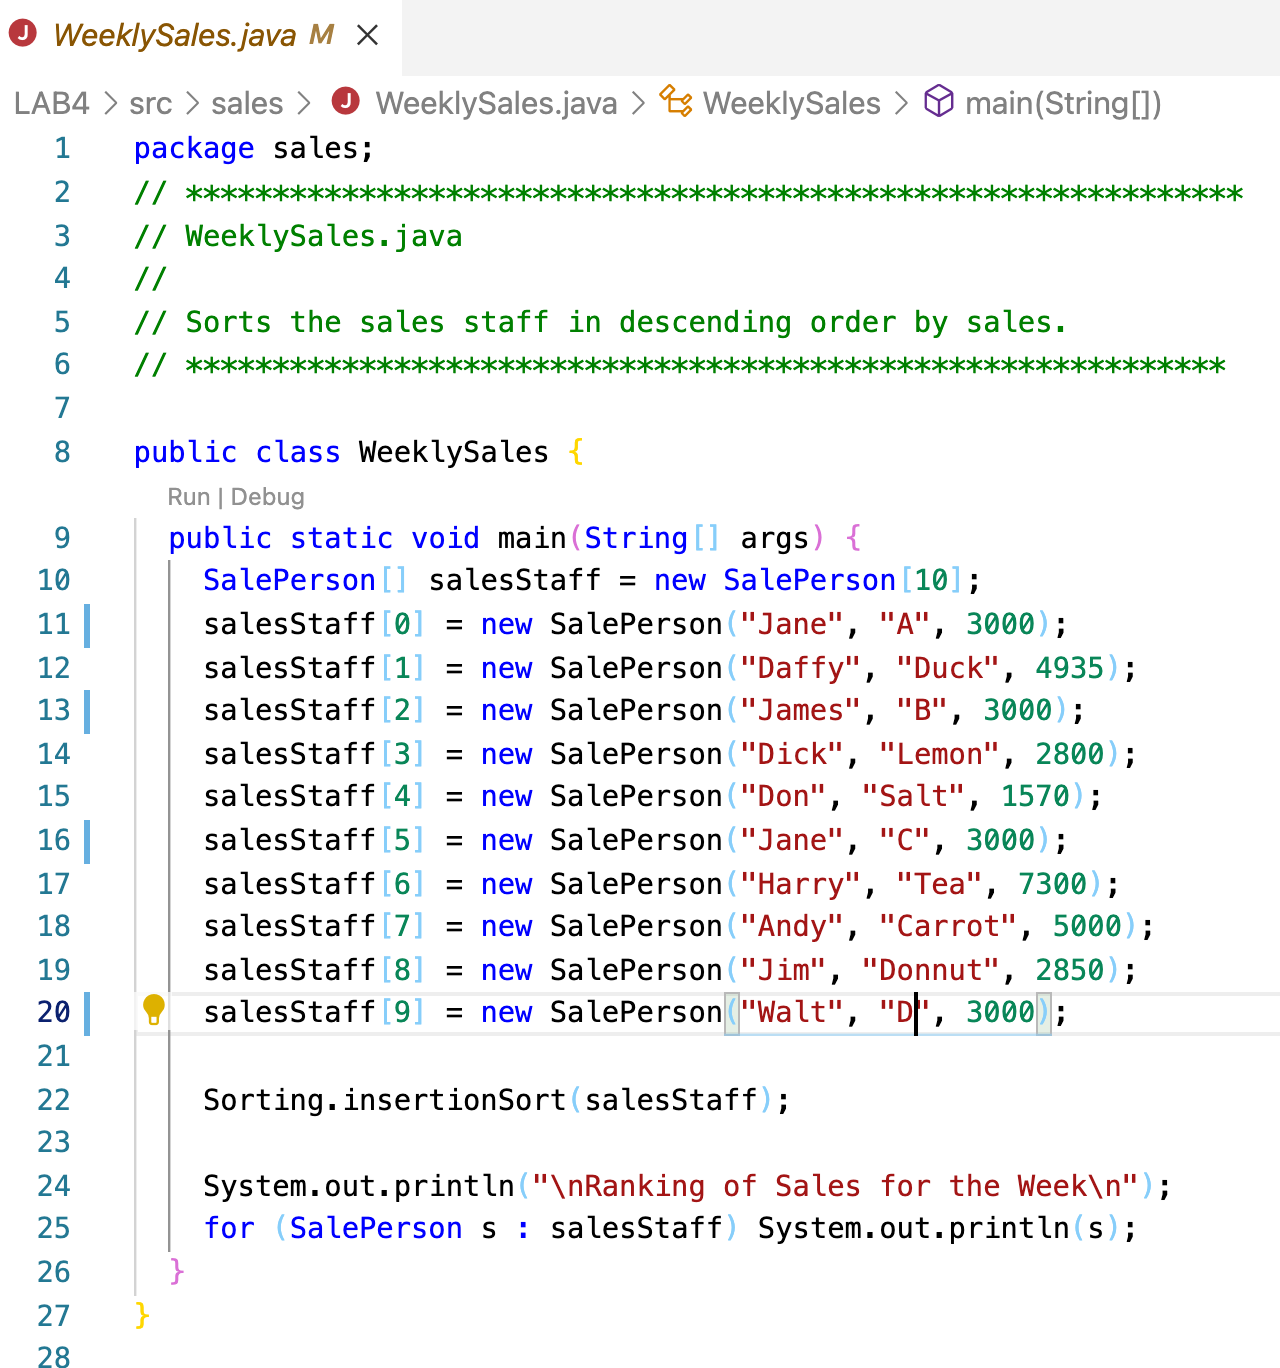 WeeklySales.java M
LAB4 > src > sales > J WeeklySales.java > WeeklySales > main(String[])
1 package sales;
2 // *************************************************************
3 // WeeklySales.java
4 //
5 // Sorts the sales staff in descending order by sales.
6 // ************************************************************
7
8 public class WeeklySales {
Run | Debug
9 public static void main(String[] args) {
10 SalePerson[] salesStaff = new SalePerson[10];
11 salesStaff[0] = new SalePerson("Jane", "A", 3000);
12 salesStaff[1] = new SalePerson("Daffy", "Duck", 4935);
13 salesStaff[2] = new SalePerson("James", "B", 3000);
14 salesStaff[3] = new SalePerson("Dick", "Lemon", 2800);
15 salesStaff[4] = new SalePerson("Don", "Salt", 1570);
16 salesStaff[5] = new SalePerson("Jane", "C", 3000);
17 salesStaff[6] = new SalePerson("Harry", "Tea", 7300);
18 salesStaff[7] = new SalePerson("Andy", "Carrot", 5000);
19 salesStaff[8] = new SalePerson("Jim", "Donnut", 2850);
20 salesStaff[9] = new SalePerson("Walt", "D", 3000);
21
22 Sorting.insertionSort(salesStaff);
23
24 System.out.println("\nRanking of Sales for the Week\n");
25 for (SalePerson s : salesStaff) System.out.println(s);
26 }
27 }
28